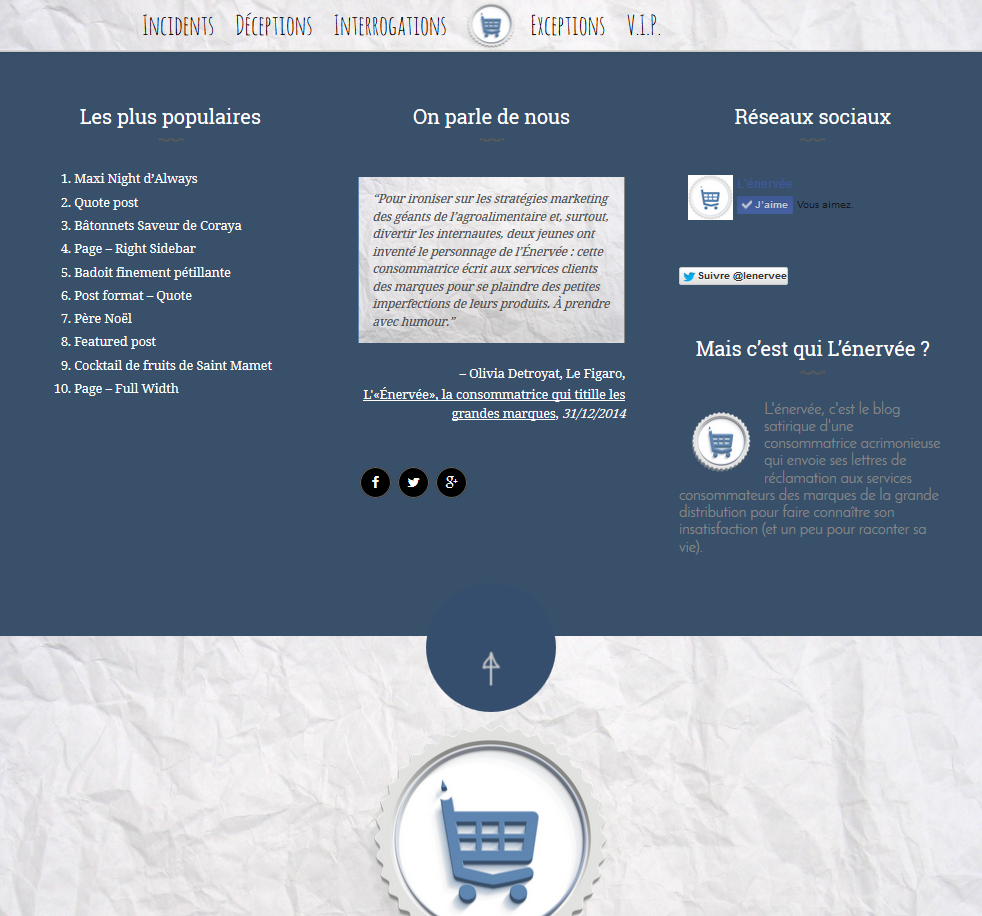 Incidents Déceptions Interrogations Exceptions V.I.P.
Les plus populaires
1. Maxi Night d’Always
2. Quote post
3. Bâtonnets Saveur de Coraya
4. Page – Right Sidebar
5. Badoit finement pétillante
6. Post format – Quote
7. Père Noël
8. Featured post
9. Cocktail de fruits de Saint Mamet
10. Page – Full Width
On parle de nous
“Pour ironiser sur les stratégies marketing
des géants de l’agroalimentaire et, surtout,
divertir les internautes, deux jeunes ont
inventé le personnage de l’Énervée : cette
consommatrice écrit aux services clients
des marques pour se plaindre des petites
imperfections de leurs produits. À prendre
avec humour.”
– Olivia Detroyat, Le Figaro,
L'«Énervée», la consommatrice qui titille les
grandes marques, 31/12/2014
Réseaux sociaux
L'énervée
J’aime Vous aimez.
Suivre @lenervee
Mais c’est qui L’énervée ?
L'énervée, c'est le blog
satirique d'une
consommatrice acrimonieuse
qui envoie ses lettres de
réclamation aux services
consommateurs des marques de la grande
distribution pour faire connaître son
insatisfaction (et un peu pour raconter sa
vie).